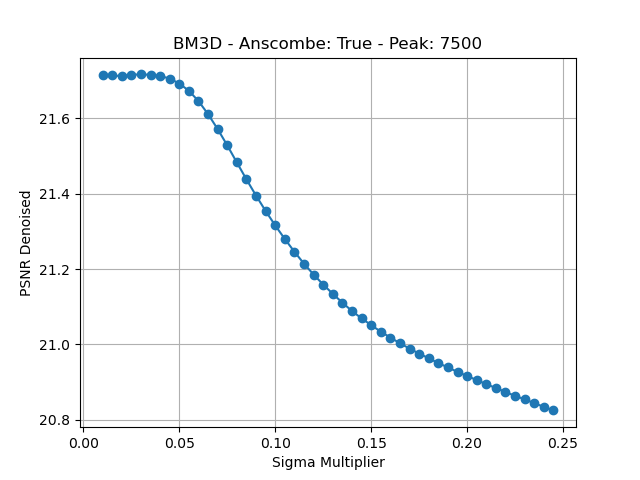 BM3D - Anscombe: True - Peak: 7500
PSNR Denoised
21.6
21.4
21.2
21.0
20.8
0.00 0.05 0.10 0.15 0.20 0.25
Sigma Multiplier